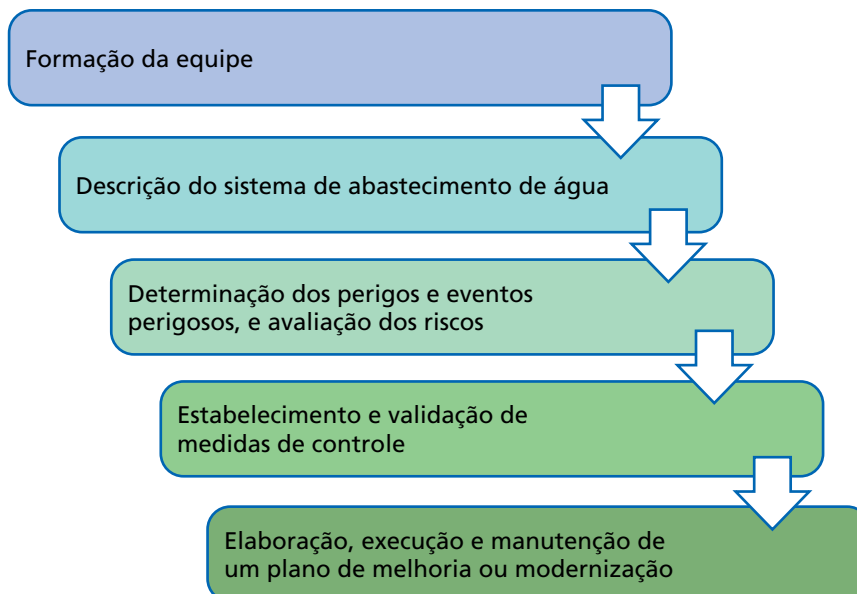 Formação da equipe
Descrição do sistema de abastecimento de água
Determinação dos perigos e eventos
perigosos, e avaliação dos riscos
Estabelecimento e validação de
medidas de controle
Elaboração, execução e manutenção de
um plano de melhoria ou modernização